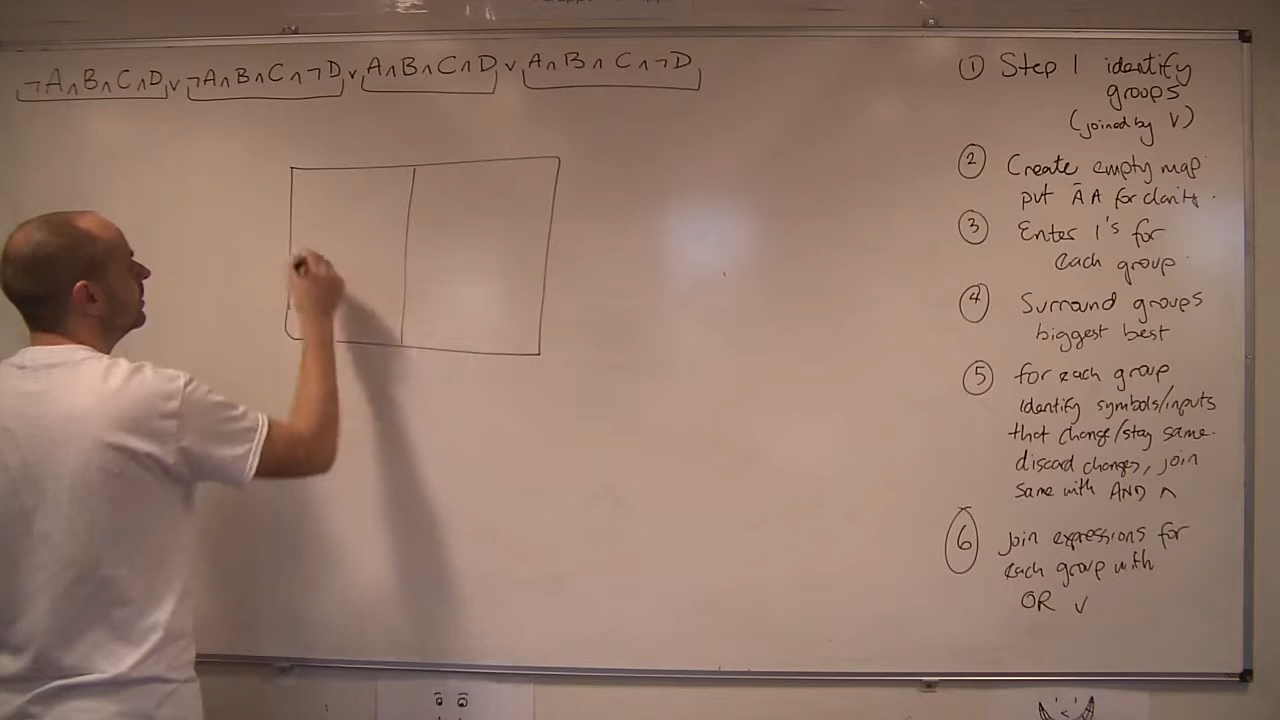 ¬A∧B∧C∧D ∨ ¬A∧B∧C∧¬D ∨ A∧B∧C∧D ∨ A∧B∧C∧¬D
① Step 1 identify
groups
(joined by V)
② Create empty map
put Ā A for clarity.
③ Enter 1's for
each group
④ Surround groups
biggest best
⑤ for each group
identify symbols/inputs
that change/stay same.
discard changes, join
same with AND ∧
⑥ join expressions for
each group with
OR ∨